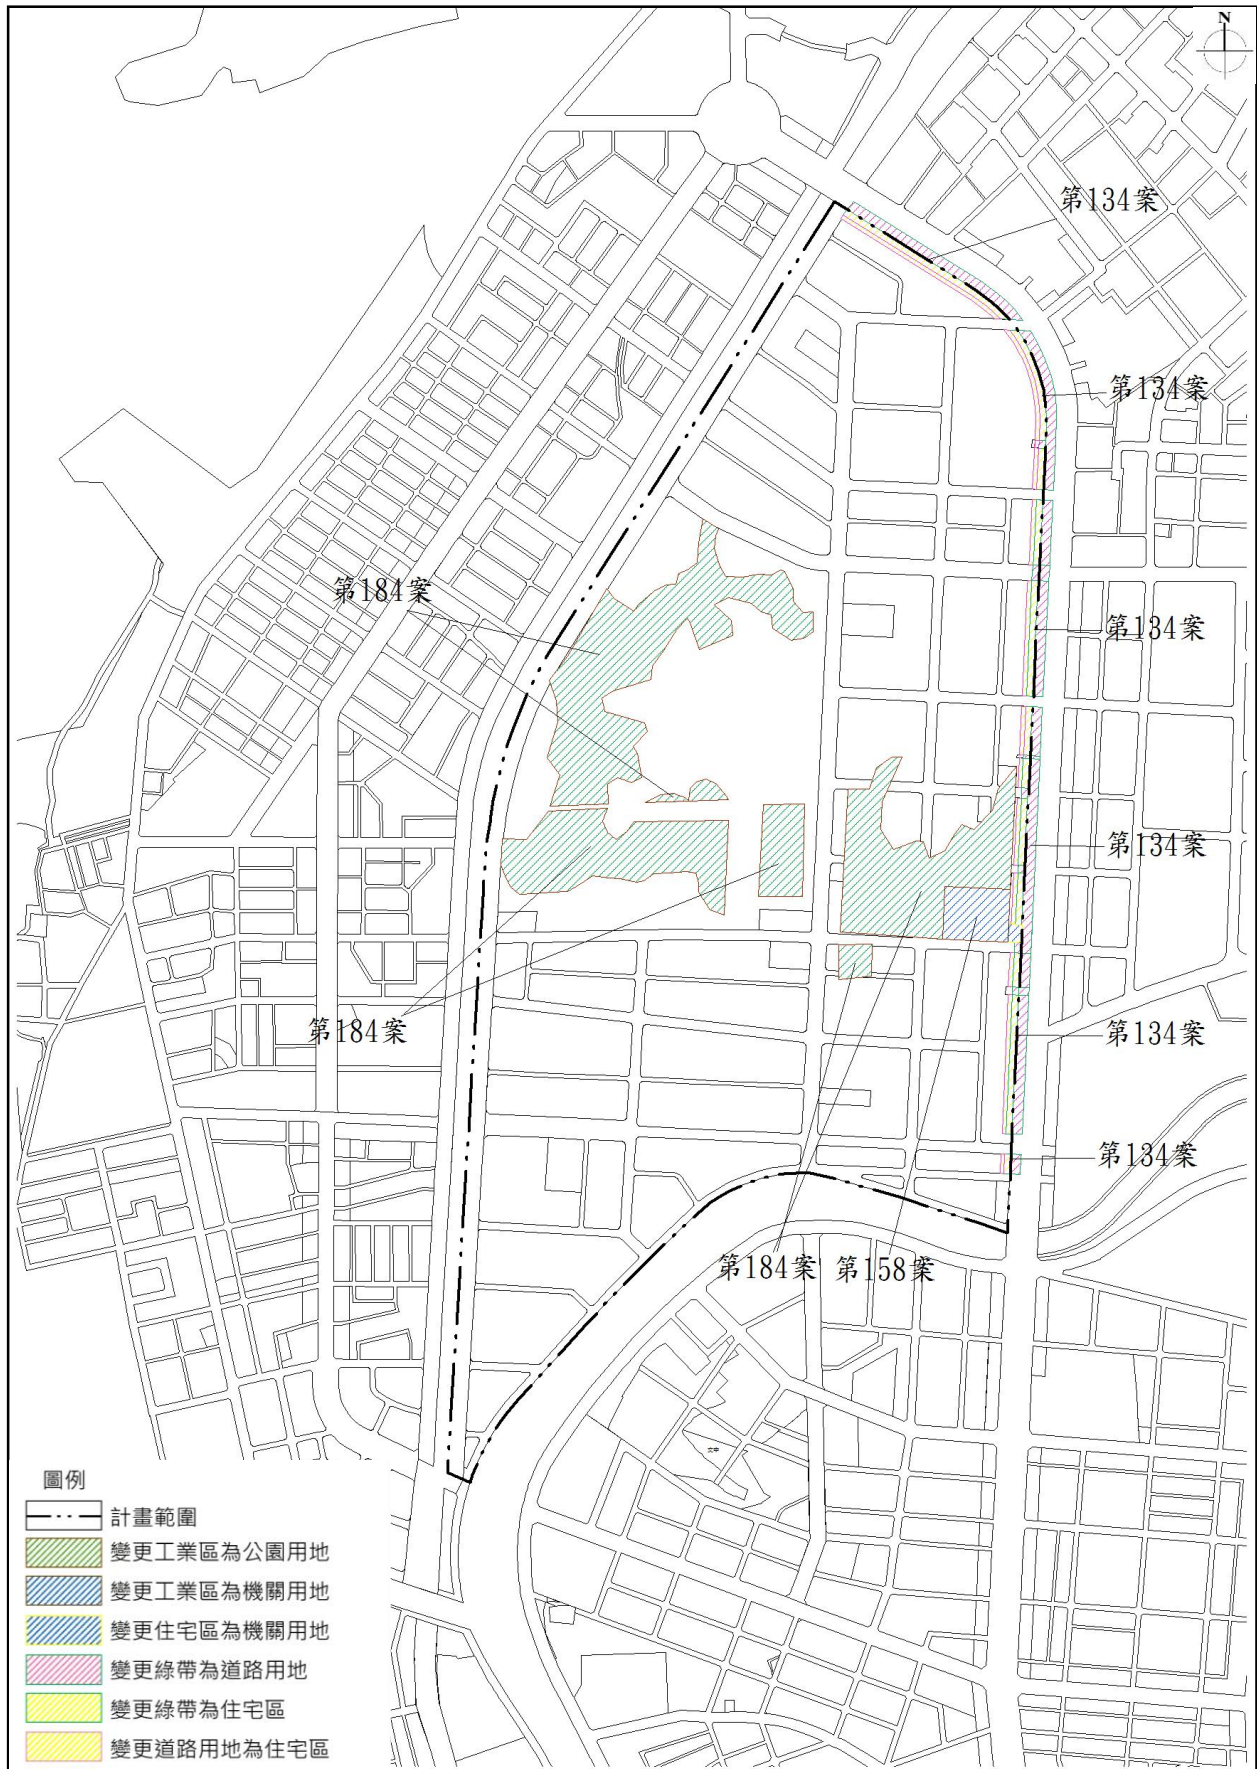 N
第134案
第134案
第184案
第134案
第134案
第184案
第134案
第134案
第184案
第158案
文中
圖例
計畫範圍
變更工業區為公園用地
變更工業區為機關用地
變更住宅區為機關用地
變更綠帶為道路用地
變更綠帶為住宅區
變更道路用地為住宅區